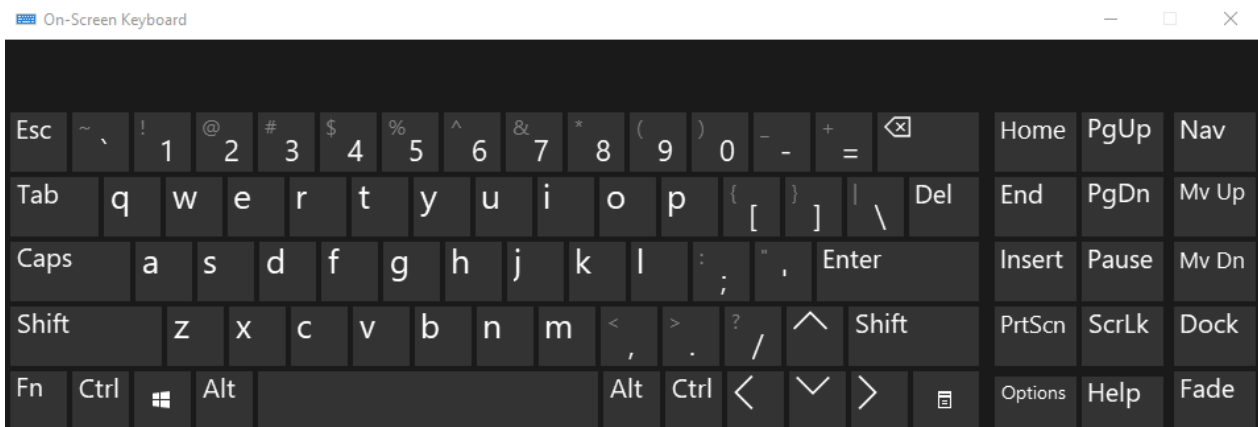 On-Screen Keyboard
Esc ~ ` ! 1 @ 2 # 3 $ 4 % 5 ^ 6 & 7 * 8 ( 9 ) 0 _ - + = Home PgUp Nav
Tab q w e r t y u i o p { [ } ] | \ Del End PgDn Mv Up
Caps a s d f g h j k l : ; " ' Enter Insert Pause Mv Dn
Shift z x c v b n m < , > . ? / Shift PrtScn ScrLk Dock
Fn Ctrl Alt Alt Ctrl Options Help Fade